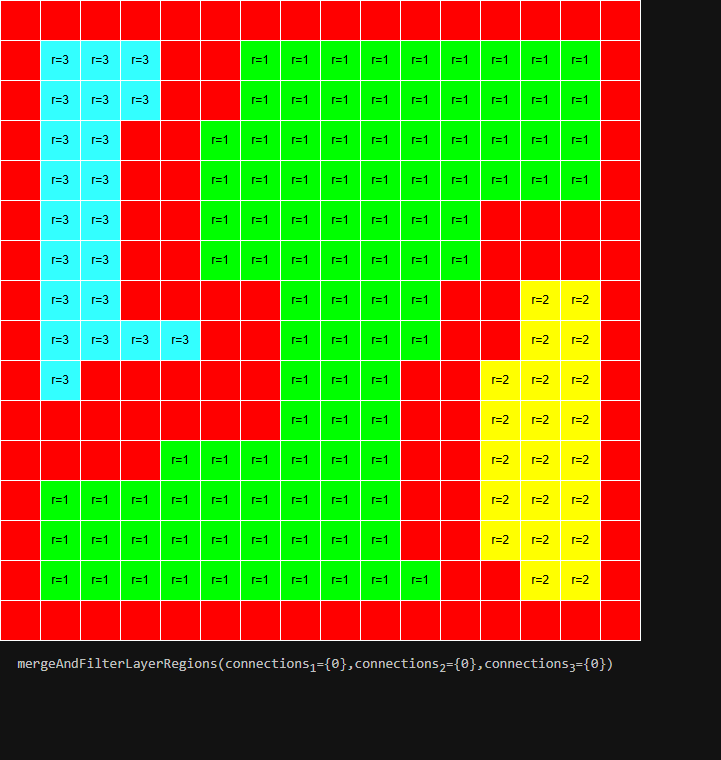 r=3 r=3 r=3 r=1 r=1 r=1 r=1 r=1 r=1 r=1 r=1 r=1
r=3 r=3 r=3 r=1 r=1 r=1 r=1 r=1 r=1 r=1 r=1 r=1
r=3 r=3 r=1 r=1 r=1 r=1 r=1 r=1 r=1 r=1 r=1 r=1
r=3 r=3 r=1 r=1 r=1 r=1 r=1 r=1 r=1 r=1 r=1 r=1
r=3 r=3 r=1 r=1 r=1 r=1 r=1 r=1 r=1
r=3 r=3 r=1 r=1 r=1 r=1 r=1 r=1 r=1
r=3 r=3 r=1 r=1 r=1 r=1 r=2 r=2
r=3 r=3 r=3 r=3 r=1 r=1 r=1 r=1 r=2 r=2
r=3 r=1 r=1 r=1 r=2 r=2 r=2
r=1 r=1 r=1 r=2 r=2 r=2
r=1 r=1 r=1 r=1 r=1 r=1 r=2 r=2 r=2
r=1 r=1 r=1 r=1 r=1 r=1 r=1 r=1 r=1 r=2 r=2 r=2
r=1 r=1 r=1 r=1 r=1 r=1 r=1 r=1 r=1 r=2 r=2 r=2
r=1 r=1 r=1 r=1 r=1 r=1 r=1 r=1 r=1 r=1 r=2 r=2
mergeAndFilterLayerRegions(connections₁={0},connections₂={0},connections₃={0})